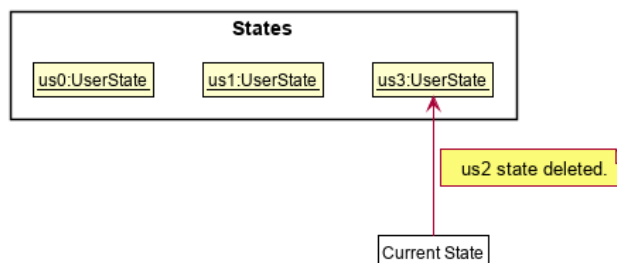 States
us0:UserState
us1:UserState
us3:UserState
us2 state deleted.
Current State